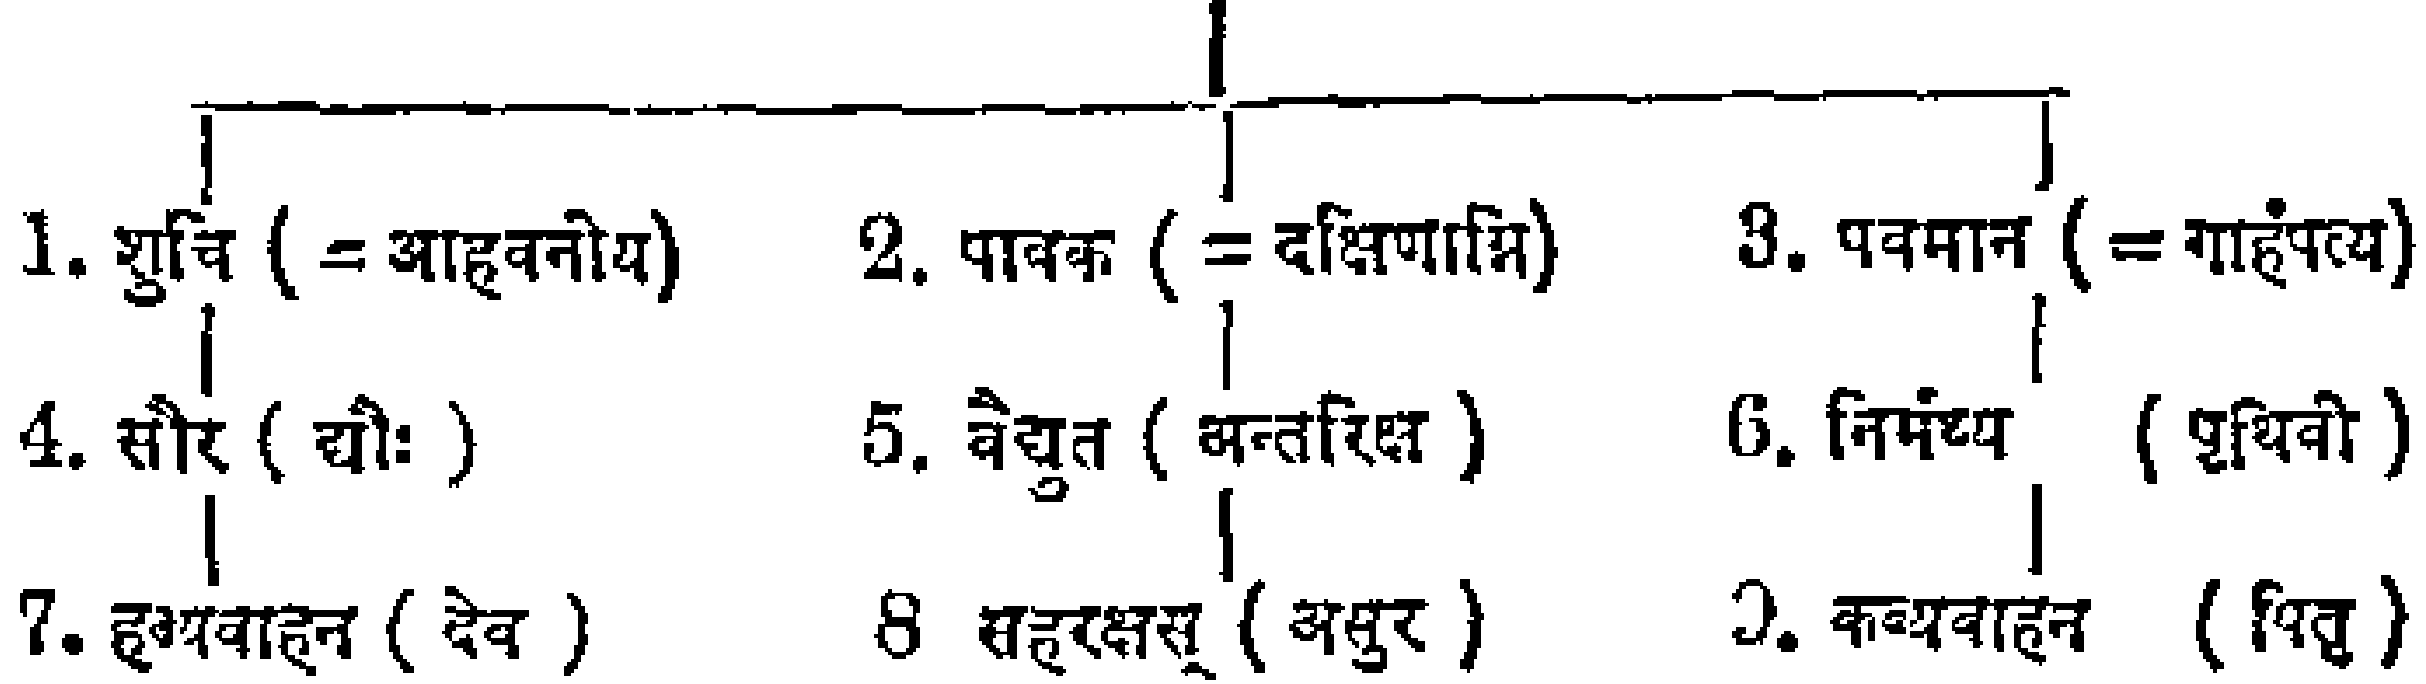 1. शुचि ( = आहवनीय) 2. पावक ( = दक्षिणाग्नि) 3. पवमान ( = गार्हपत्य)
4. सौर ( द्यौः ) 5. वैद्युत ( अन्तरिक्ष ) 6. निर्मथ्य ( पृथिवी )
7. हव्यवाहन ( देव ) 8 सहरक्षस् ( असुर ) 9. कव्यवाहन ( पितृ )